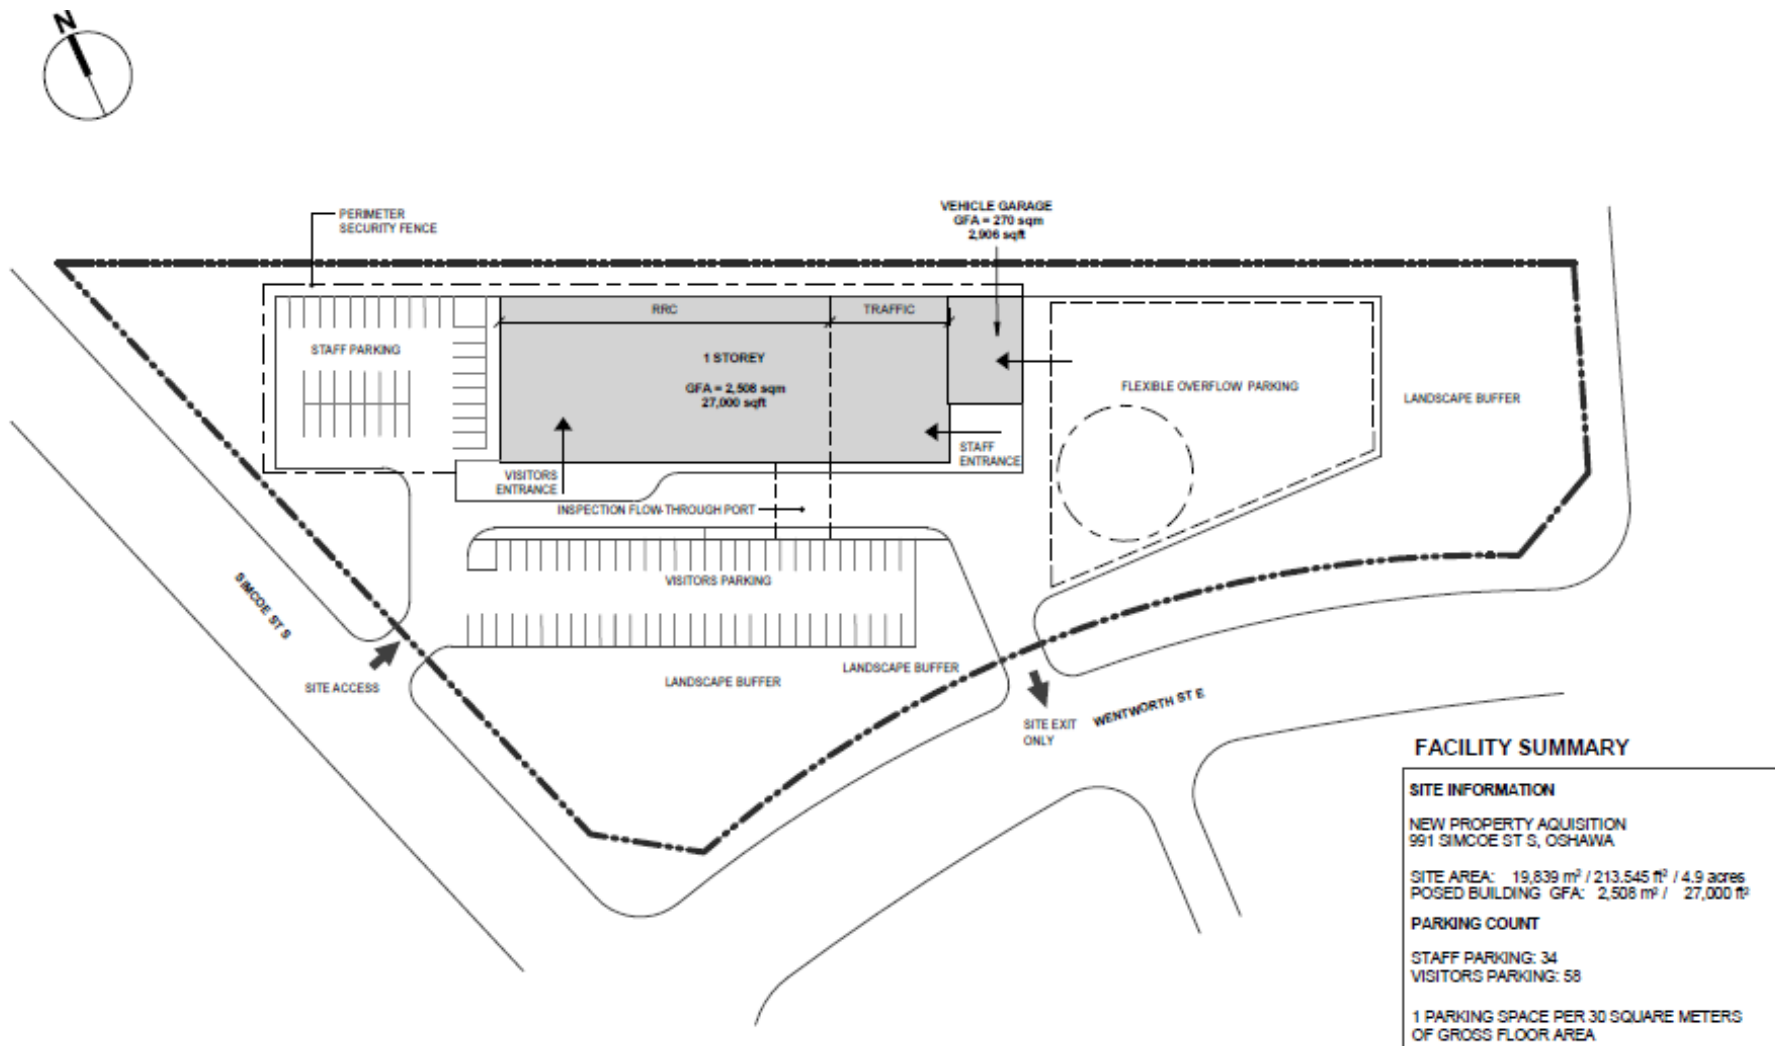 N
PERIMETER
SECURITY FENCE
VEHICLE GARAGE
GFA = 270 sqm
2,906 sqft
RRC
TRAFFIC
STAFF PARKING
1 STOREY
GFA = 2,508 sqm
27,000 sqft
FLEXIBLE OVERFLOW PARKING
LANDSCAPE BUFFER
STAFF
ENTRANCE
VISITORS
ENTRANCE
INSPECTION FLOW-THROUGH PORT
VISITORS PARKING
SIMCOE ST S
SITE ACCESS
LANDSCAPE BUFFER
LANDSCAPE BUFFER
SITE EXIT
ONLY
WENTWORTH ST E
FACILITY SUMMARY
SITE INFORMATION
NEW PROPERTY AQUISITION
991 SIMCOE ST S, OSHAWA
SITE AREA: 19,839 m² / 213.545 ft² / 4.9 acres
POSED BUILDING GFA: 2,508 m² / 27,000 ft²
PARKING COUNT
STAFF PARKING: 34
VISITORS PARKING: 58
1 PARKING SPACE PER 30 SQUARE METERS
OF GROSS FLOOR AREA